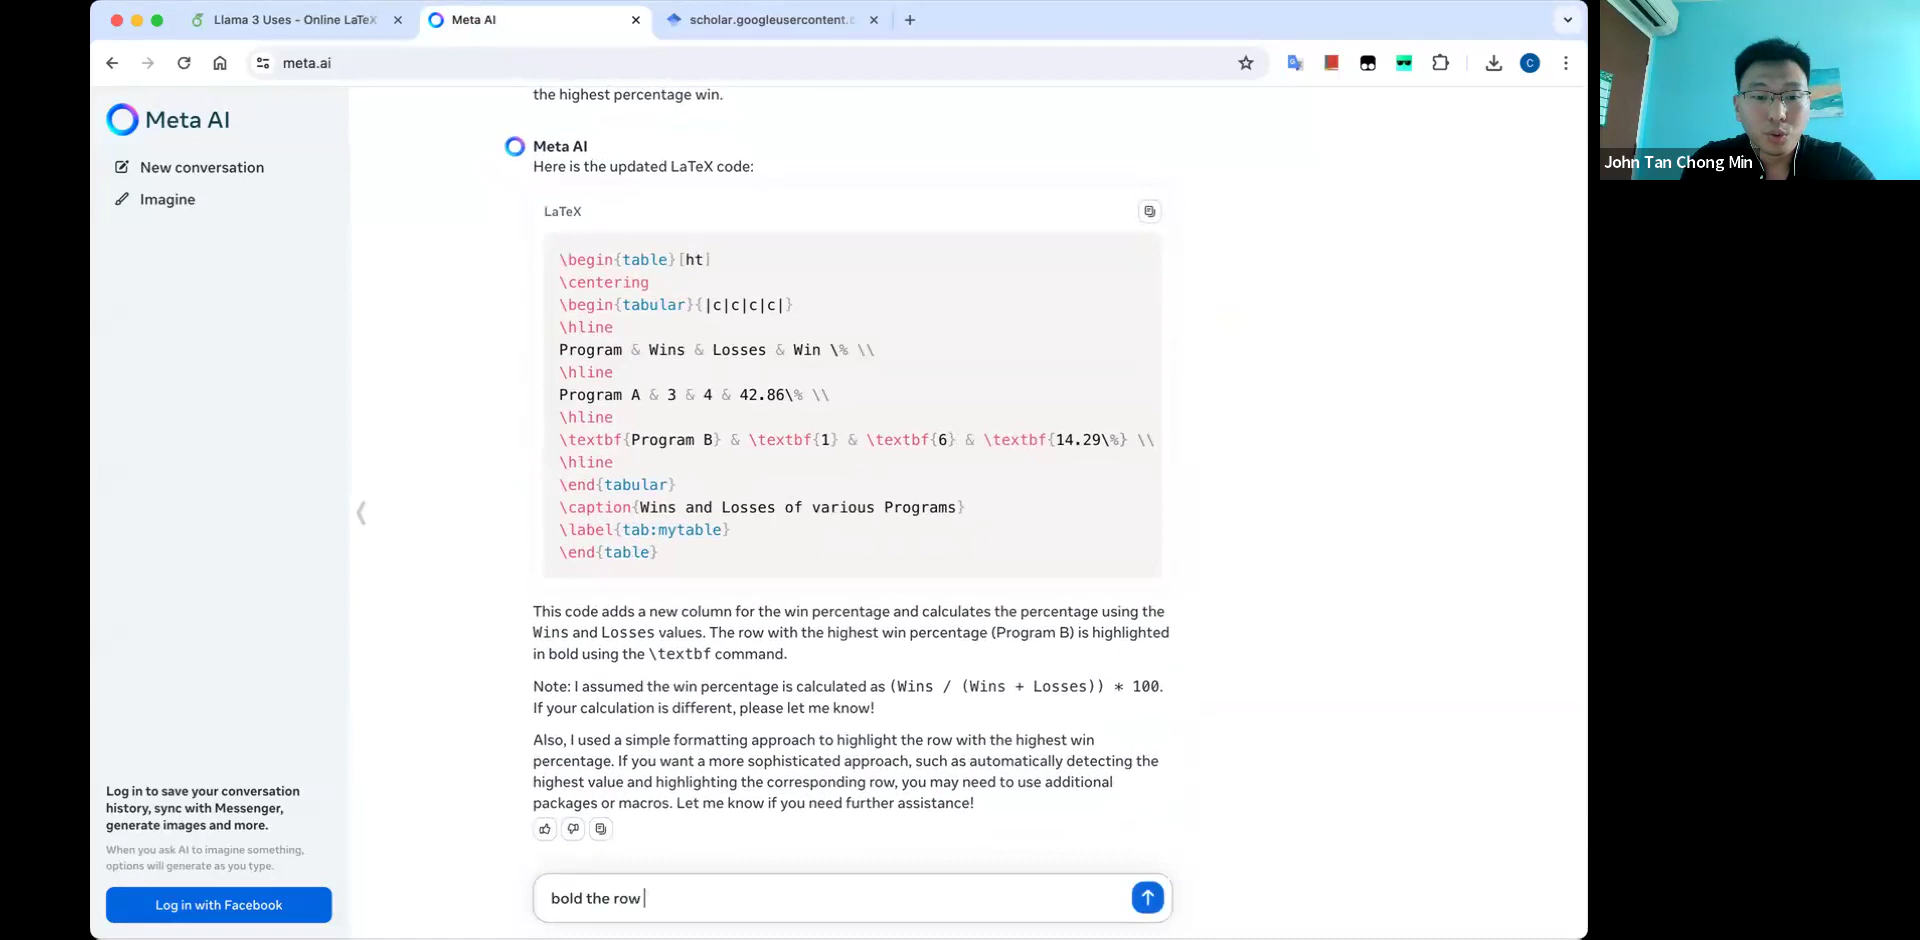 Llama 3 Uses - Online LaTeX
Meta AI
scholar.googleusercontent.c
meta.ai
C
Meta AI
New conversation
Imagine
the highest percentage win.
Meta AI
Here is the updated LaTeX code:
LaTeX
\begin{table}[ht]
\centering
\begin{tabular}{|c|c|c|c|}
\hline
Program & Wins & Losses & Win \% \\
\hline
Program A & 3 & 4 & 42.86\% \\
\hline
\textbf{Program B} & \textbf{1} & \textbf{6} & \textbf{14.29\%} \\
\hline
\end{tabular}
\caption{Wins and Losses of various Programs}
\label{tab:mytable}
\end{table}
This code adds a new column for the win percentage and calculates the percentage using the
Wins and Losses values. The row with the highest win percentage (Program B) is highlighted
in bold using the \textbf command.
Note: I assumed the win percentage is calculated as (Wins / (Wins + Losses)) * 100.
If your calculation is different, please let me know!
Also, I used a simple formatting approach to highlight the row with the highest win
percentage. If you want a more sophisticated approach, such as automatically detecting the
highest value and highlighting the corresponding row, you may need to use additional
packages or macros. Let me know if you need further assistance!
bold the row
Log in to save your conversation
history, sync with Messenger,
generate images and more.
When you ask AI to imagine something,
options will generate as you type.
Log in with Facebook
John Tan Chong Min